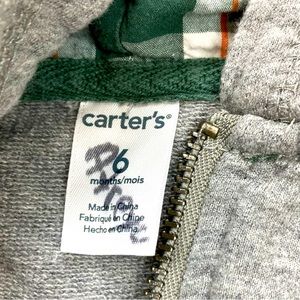 carter's®
6
months/mois
Made in China
Fabriqué en Chine
Hecho en China